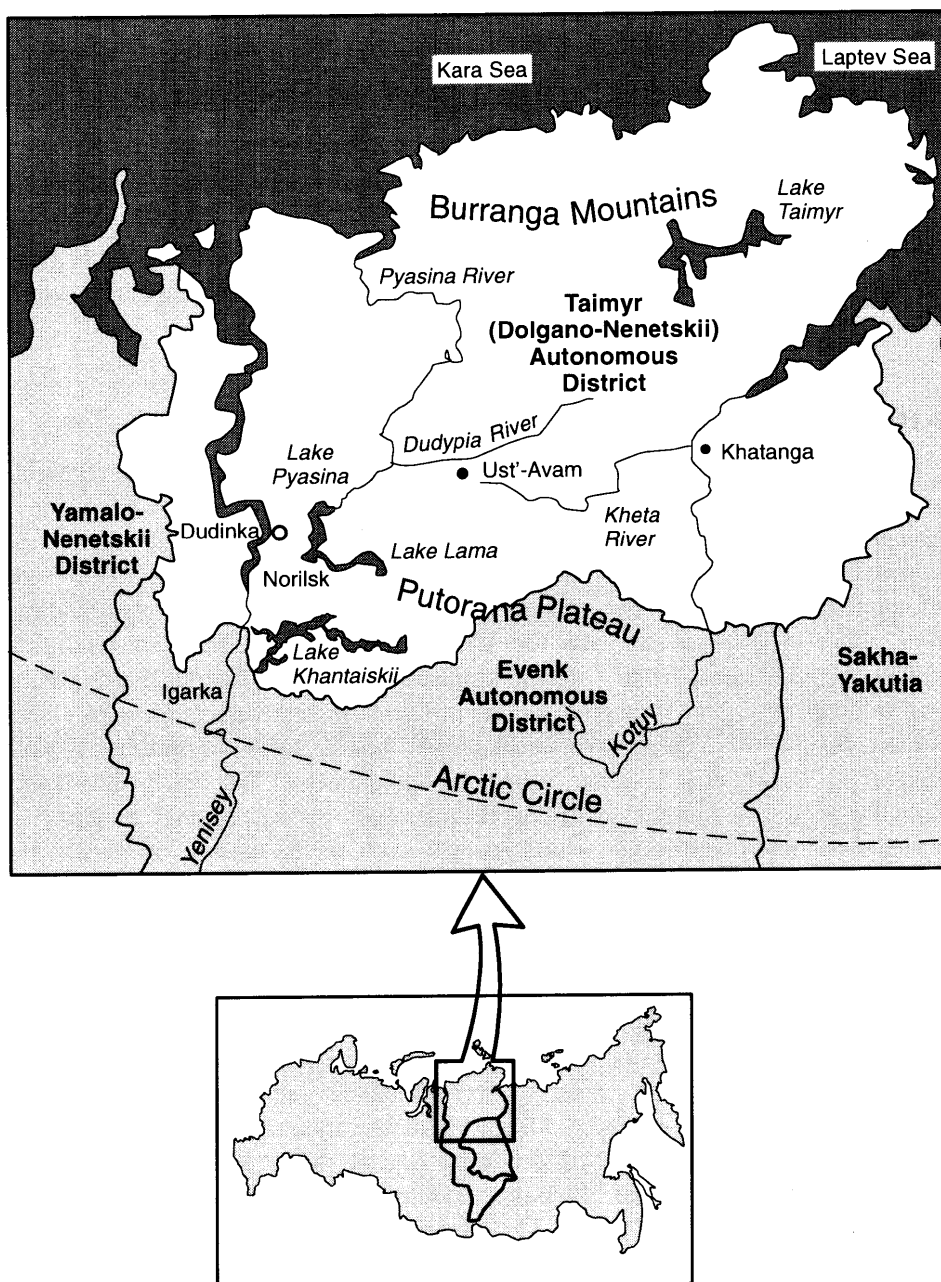 Kara Sea
Laptev Sea
Burranga Mountains
Lake
Taimyr
Pyasina River
Taimyr
(Dolgano-Nenetskii)
Autonomous
District
Dudypia River
Lake
Pyasina
Ust'-Avam
Khatanga
Yamalo-
Nenetskii
District
Dudinka
Kheta
River
Lake Lama
Norilsk
Putorana Plateau
Lake
Khantaiskii
Evenk
Autonomous
District
Sakha-
Yakutia
Igarka
Kotuy
Arctic Circle
Yenisey